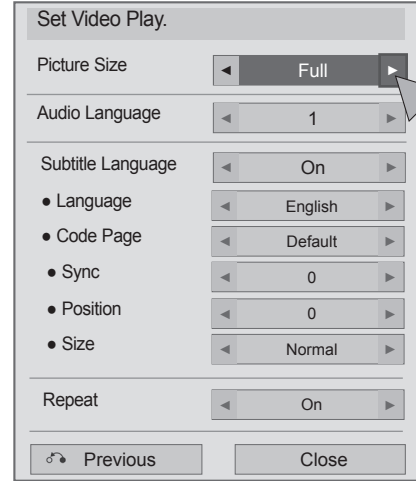 Set Video Play.
Picture Size ◄ Full ►
Audio Language ◄ 1 ►
Subtitle Language ◄ On ►
● Language ◄ English ►
● Code Page ◄ Default ►
● Sync ◄ 0 ►
● Position ◄ 0 ►
● Size ◄ Normal ►
Repeat ◄ On ►
Previous Close